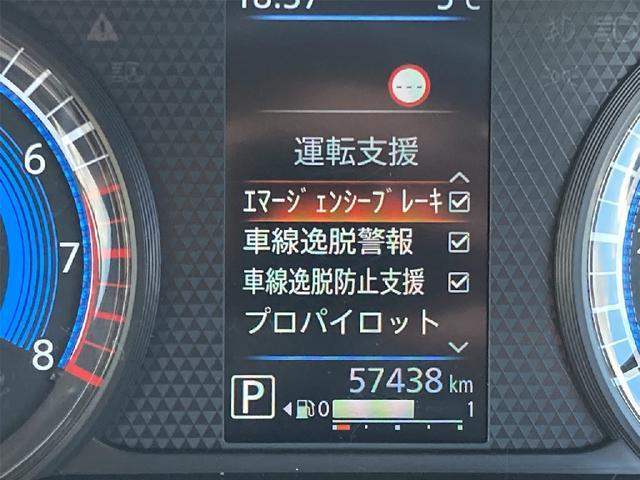 ---
運転支援
エマージェンシーブレーキ
車線逸脱警報
車線逸脱防止支援
プロパイロット
57438 km
P
0 1
6
7
8